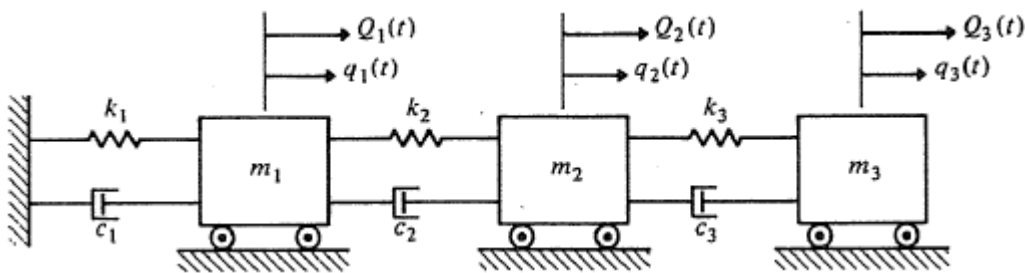 Q₁(t) Q₂(t) Q₃(t)
q₁(t) q₂(t) q₃(t)
k₁ k₂ k₃
m₁ m₂ m₃
c₁ c₂ c₃